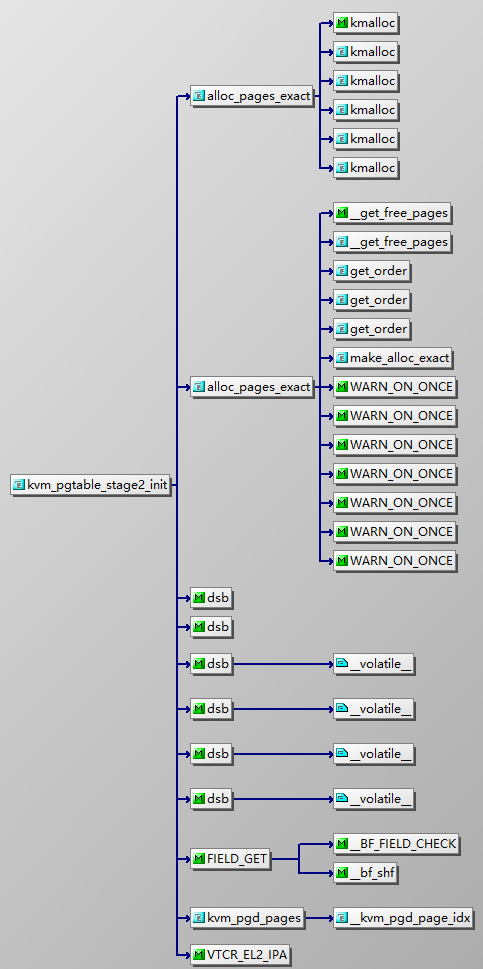 kmalloc
kmalloc
kmalloc
alloc_pages_exact
kmalloc
kmalloc
kmalloc
__get_free_pages
__get_free_pages
get_order
get_order
get_order
make_alloc_exact
alloc_pages_exact
WARN_ON_ONCE
WARN_ON_ONCE
WARN_ON_ONCE
WARN_ON_ONCE
kvm_pgtable_stage2_init
WARN_ON_ONCE
WARN_ON_ONCE
WARN_ON_ONCE
dsb
dsb
dsb
__volatile__
dsb
__volatile__
dsb
__volatile__
dsb
__volatile__
__BF_FIELD_CHECK
FIELD_GET
__bf_shf
kvm_pgd_pages
__kvm_pgd_page_idx
VTCR_EL2_IPA